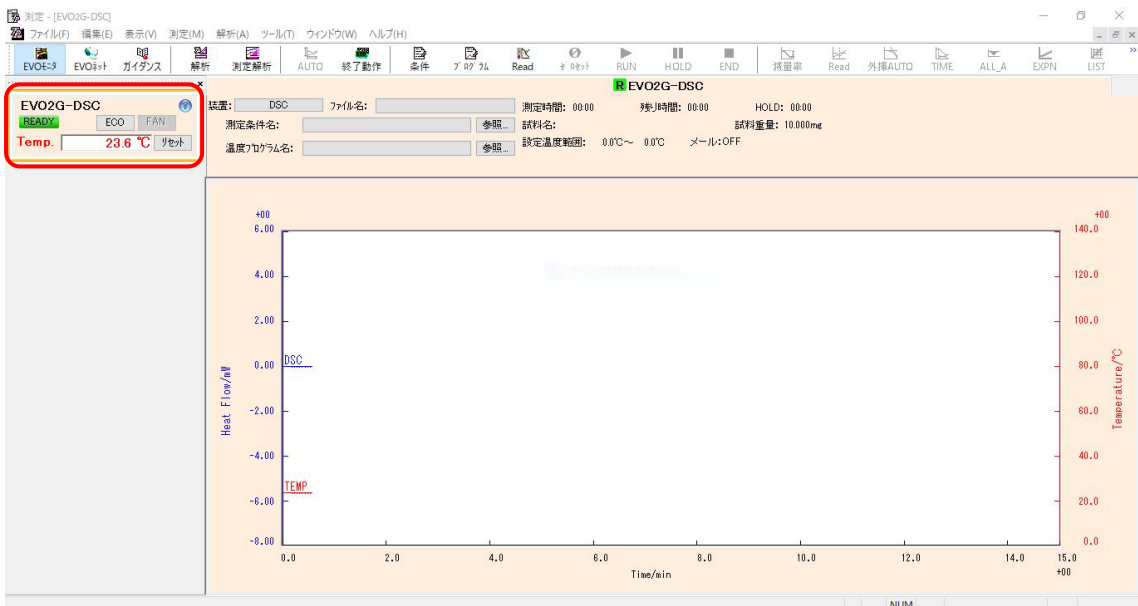 測定 - [EVO2G-DSC]
ファイル(F) 編集(E) 表示(V) 測定(M) 解析(A) ツール(T) ウィンドウ(W) ヘルプ(H)
EVOモニタ EVOネット ガイダンス 解析 測定解析 AUTO 終了動作 条件 プログラム Read ゼロセット RUN HOLD END 減量率 Read 外挿AUTO TIME ALL_A EXPN LIST
R EVO2G-DSC
EVO2G-DSC
READY ECO FAN
Temp. 23.6 ℃ リセット
装置: DSC ファイル名: 測定時間: 00:00 残り時間: 00:00 HOLD: 00:00
測定条件名: 参照... 試料名: 試料重量: 10.000mg
温度プログラム名: 参照... 設定温度範囲: 0.0℃~ 0.0℃ メール:OFF
+00 +00
6.00 140.0
4.00 120.0
2.00 100.0
DSC
0.00 80.0
Heat Flow/mW
Temperature/℃
-2.00 60.0
-4.00 40.0
TEMP
-6.00 20.0
-8.00 0.0
0.0 2.0 4.0 6.0 8.0 10.0 12.0 14.0 15.0
Time/min +00
NUM